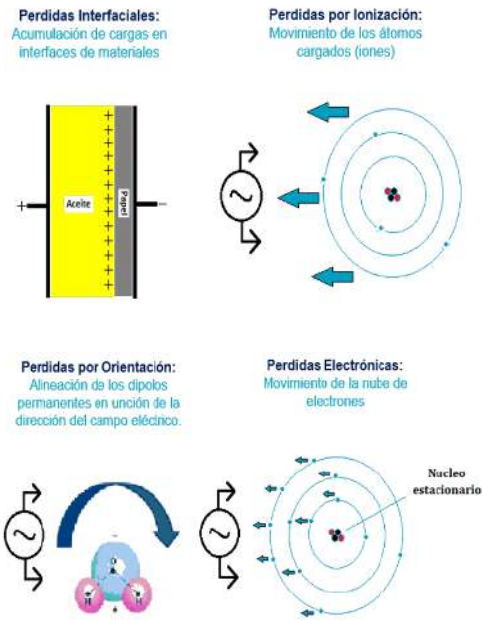 Perdidas Interfaciales:
Acumulación de cargas en
interfaces de materiales
Perdidas por Ionización:
Movimiento de los átomos
cargados (iones)
+
Aceite
+
+
+
+
+
+
+
+
+
+
+
+
Papel
−
Perdidas por Orientación:
Alineación de los dipolos
permanentes en unción de la
dirección del campo eléctrico.
Perdidas Electrónicas:
Movimiento de la nube de
electrones
-
O
H
H
+
Nucleo
estacionario